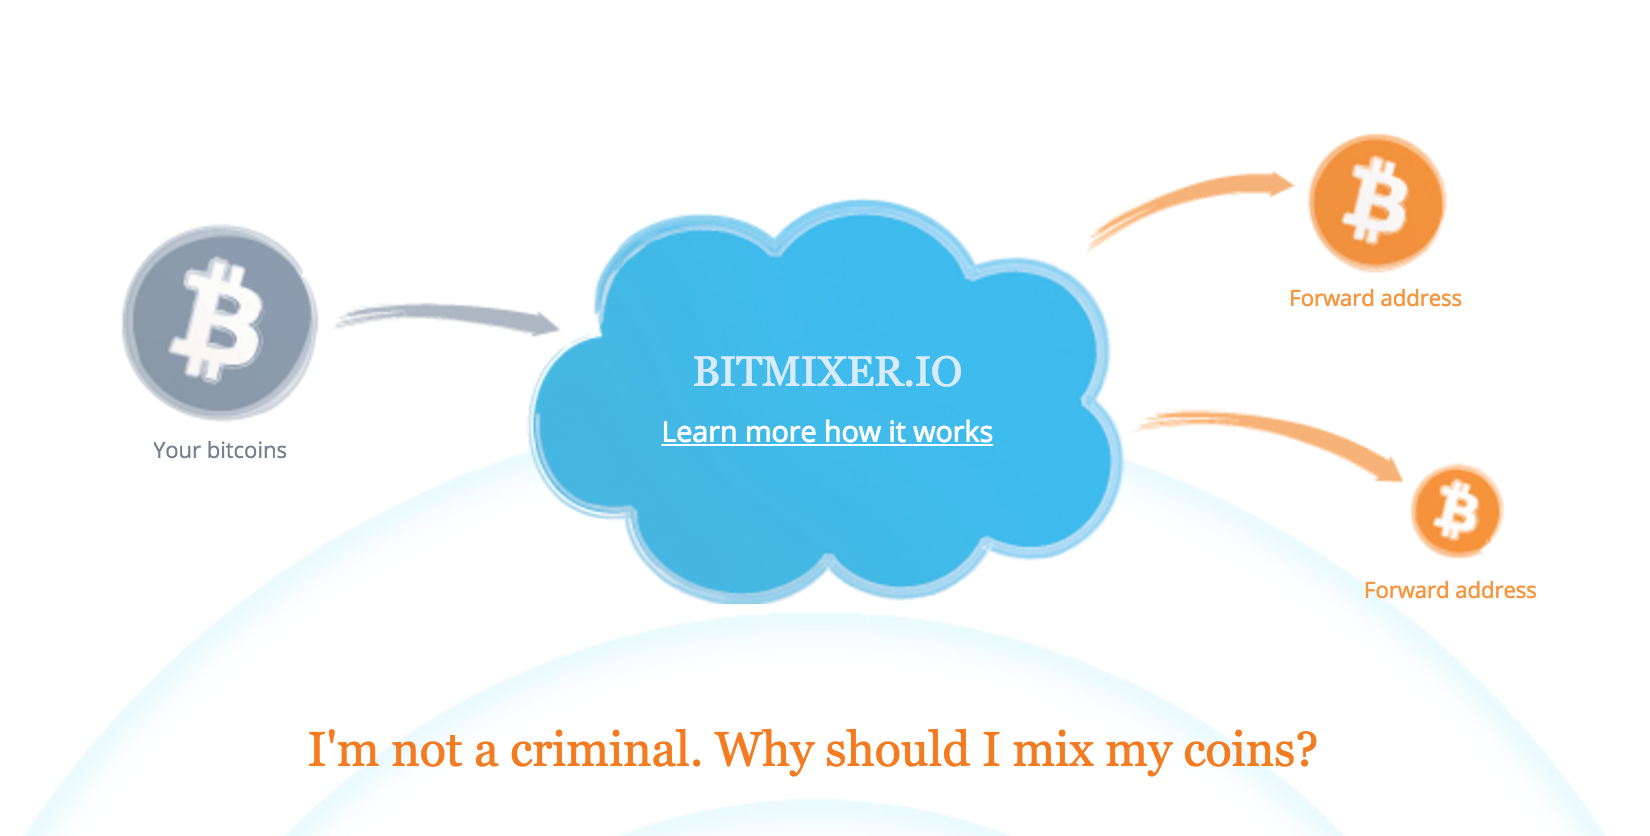 Your bitcoins
BITMIXER.IO
Learn more how it works
Forward address
Forward address
I'm not a criminal. Why should I mix my coins?